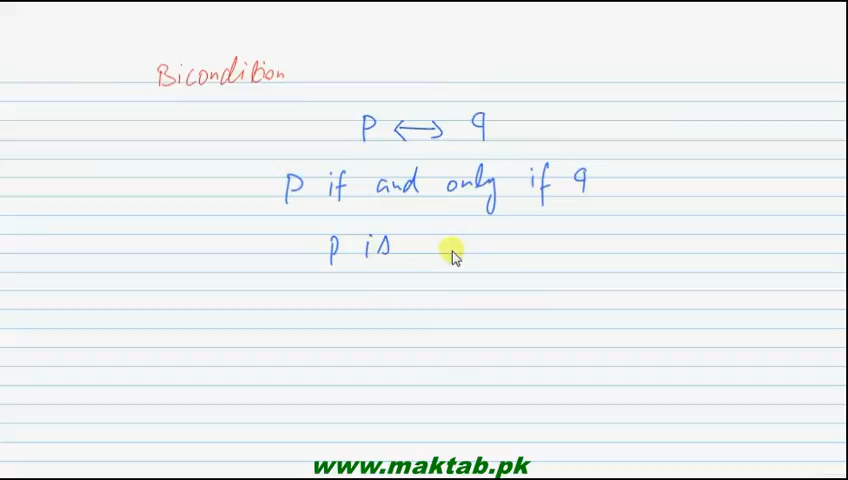 Bicondition
P ⟺ q
P if and only if q
P is
www.maktab.pk